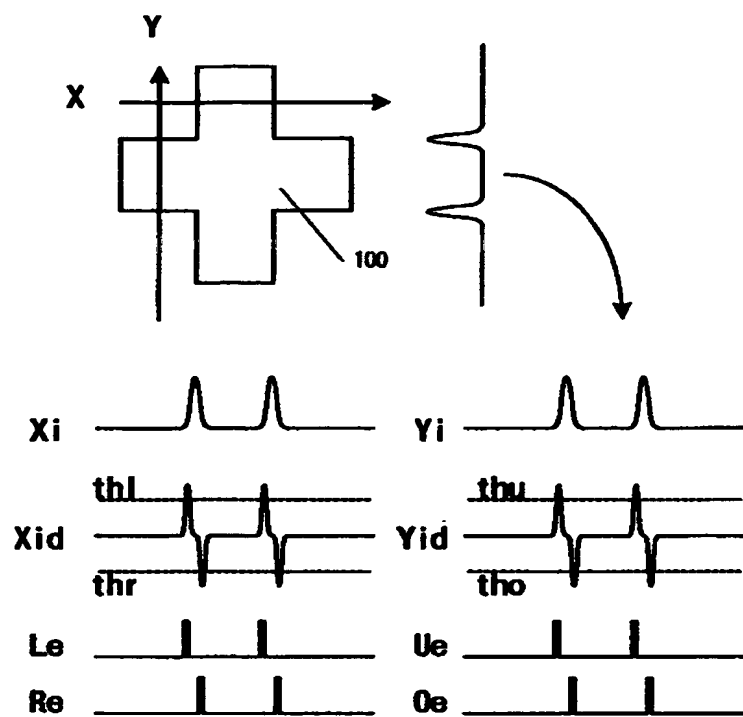 Y
X
100
Xi Yi
thl thu
Xid Yid
thr tho
Le Ue
Re Oe